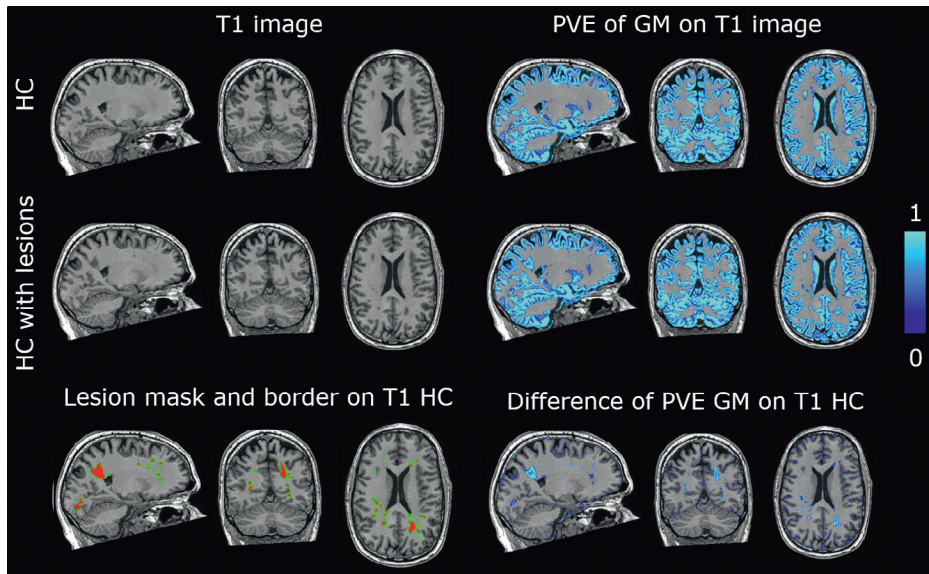 T1 image
PVE of GM on T1 image
HC
HC with lesions
1
0
Lesion mask and border on T1 HC
Difference of PVE GM on T1 HC